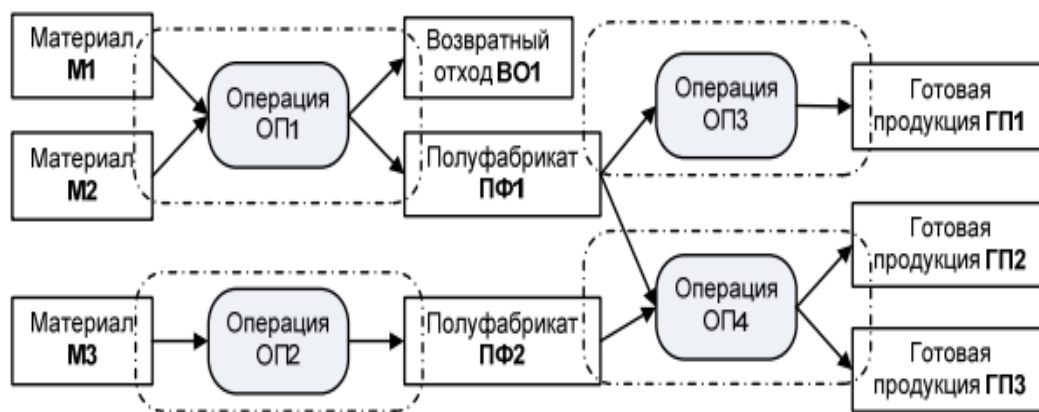 Материал
М1
Операция
ОП1
Возвратный
отход ВО1
Операция
ОП3
Готовая
продукция ГП1
Материал
М2
Полуфабрикат
ПФ1
Готовая
продукция ГП2
Материал
М3
Операция
ОП2
Полуфабрикат
ПФ2
Операция
ОП4
Готовая
продукция ГП3